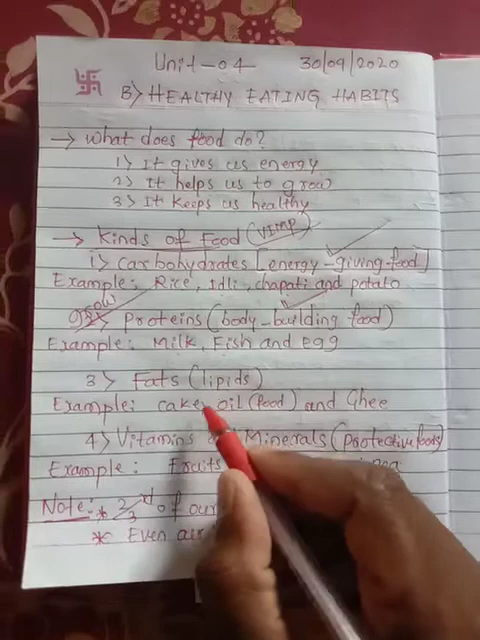 Unit-04 30/09/2020
B> HEALTHY EATING HABITS
→ What does food do?
1> It gives us energy
2> It helps us to grow
3> It keeps us healthy
→ Kinds of Food (VIMP)
1> Carbohydrates [energy-giving-food]
Example: Rice, Idli, chapati and potato
Grow
2> Proteins (body-building food)
Example: Milk, Fish and egg
3> Fats (lipids)
Example: cake, oil (food) and Ghee
4> Vitamins Minerals (protective foods)
Example: Fruits
Note: * 2/3rd of our
* Even air